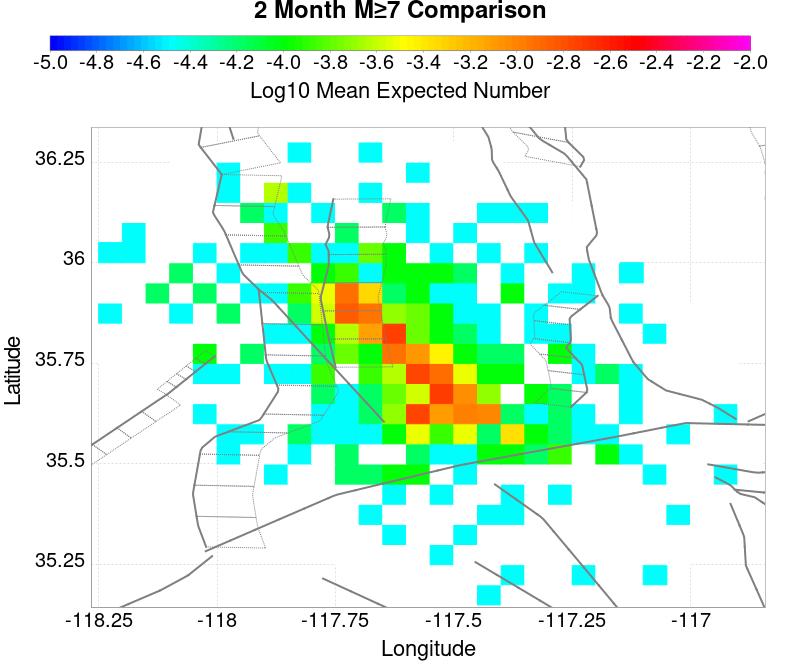 2 Month M≥7 Comparison
-5.0 -4.8 -4.6 -4.4 -4.2 -4.0 -3.8 -3.6 -3.4 -3.2 -3.0 -2.8 -2.6 -2.4 -2.2 -2.0
Log10 Mean Expected Number
36.25
36
35.75
35.5
35.25
Latitude
-118.25 -118 -117.75 -117.5 -117.25 -117
Longitude